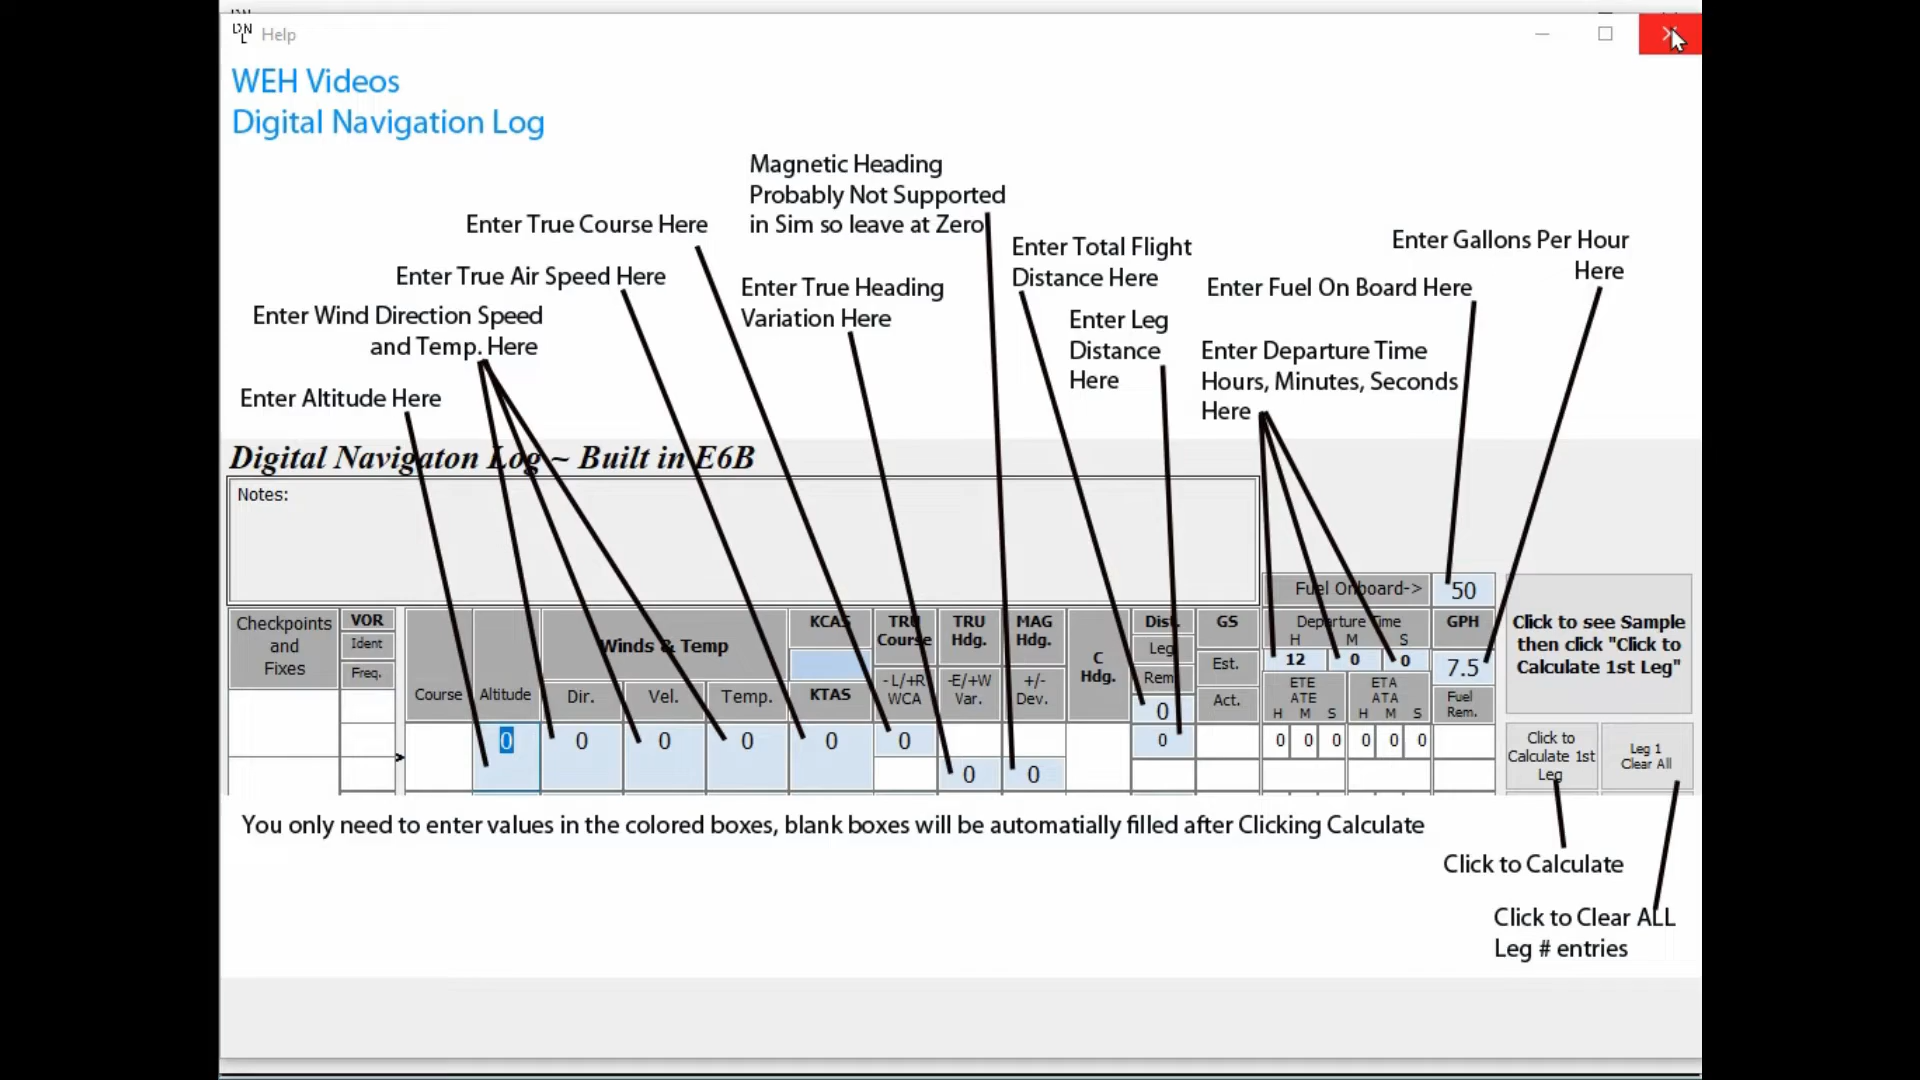 DN
L
Help
WEH Videos
Digital Navigation Log
Magnetic Heading
Probably Not Supported
in Sim so leave at Zero
Enter True Course Here
Enter Total Flight
Distance Here
Enter Gallons Per Hour
Here
Enter True Air Speed Here
Enter True Heading
Variation Here
Enter Fuel On Board Here
Enter Wind Direction Speed
and Temp. Here
Enter Leg
Distance
Here
Enter Departure Time
Hours, Minutes, Seconds
Here
Enter Altitude Here
Digital Navigaton Log ~ Built in E6B
Notes:
Fuel Onboard->
50
Checkpoints
and
Fixes
VOR
Ident
Freq.
Course
Altitude
Winds & Temp
Dir.
Vel.
Temp.
KCAS
KTAS
TRU
Course
- L/+R
WCA
TRU
Hdg.
-E/+W
Var.
MAG
Hdg.
+/-
Dev.
C
Hdg.
Dist.
Leg
Rem
0
GS
Est.
Act.
Departure Time
H M S
12 0 0
ETE
ATE
H M S
ETA
ATA
H M S
GPH
7.5
Fuel
Rem.
Click to see Sample
then click "Click to
Calculate 1st Leg"
> 0 0 0 0 0 0 0 0 0 0 0 0 0
0 0
Click to
Calculate 1st
Leg
Leg 1
Clear All
You only need to enter values in the colored boxes, blank boxes will be automatially filled after Clicking Calculate
Click to Calculate
Click to Clear ALL
Leg # entries